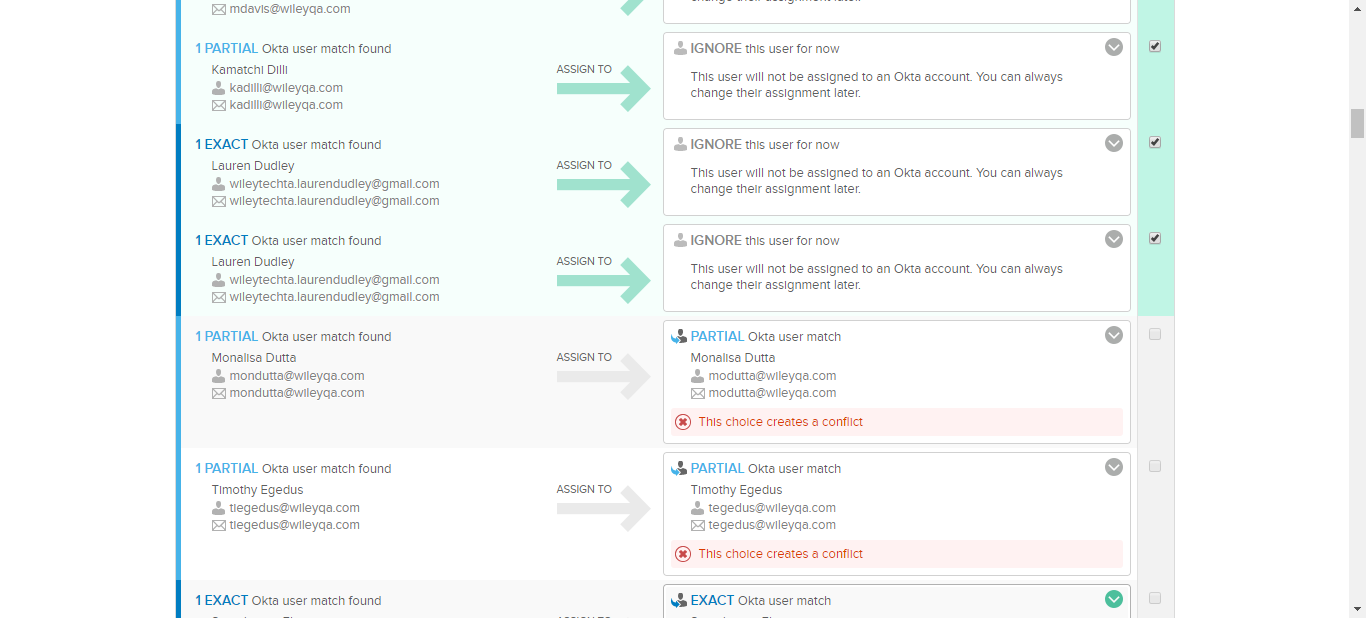 mdavis@wileyqa.com
1 PARTIAL Okta user match found
Kamatchi Dilli
kadilli@wileyqa.com
kadilli@wileyqa.com
ASSIGN TO
IGNORE this user for now
This user will not be assigned to an Okta account. You can always
change their assignment later.
1 EXACT Okta user match found
Lauren Dudley
wileytechta.laurendudley@gmail.com
wileytechta.laurendudley@gmail.com
ASSIGN TO
IGNORE this user for now
This user will not be assigned to an Okta account. You can always
change their assignment later.
1 EXACT Okta user match found
Lauren Dudley
wileytechta.laurendudley@gmail.com
wileytechta.laurendudley@gmail.com
ASSIGN TO
IGNORE this user for now
This user will not be assigned to an Okta account. You can always
change their assignment later.
1 PARTIAL Okta user match found
Monalisa Dutta
mondutta@wileyqa.com
mondutta@wileyqa.com
ASSIGN TO
PARTIAL Okta user match
Monalisa Dutta
modutta@wileyqa.com
modutta@wileyqa.com
This choice creates a conflict
1 PARTIAL Okta user match found
Timothy Egedus
tiegedus@wileyqa.com
tiegedus@wileyqa.com
ASSIGN TO
PARTIAL Okta user match
Timothy Egedus
tegedus@wileyqa.com
tegedus@wileyqa.com
This choice creates a conflict
1 EXACT Okta user match found
EXACT Okta user match